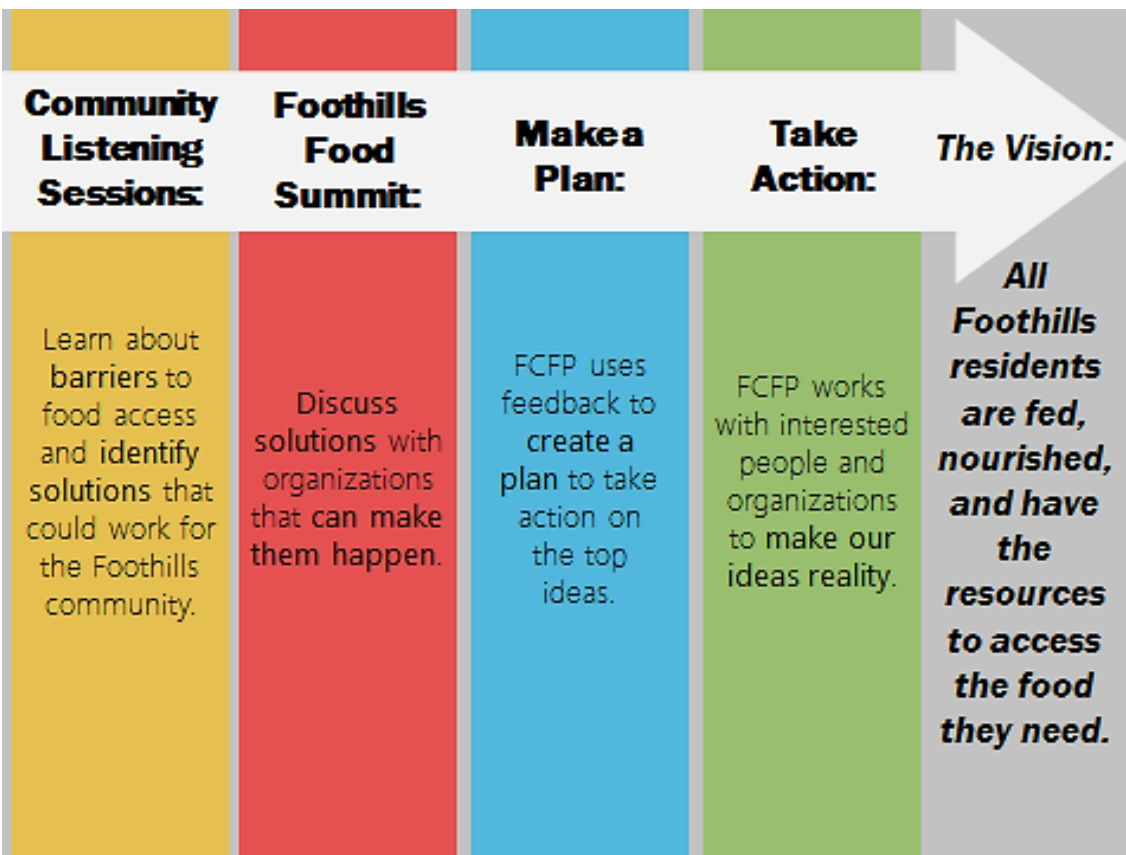 Community
Listening
Sessions:
Learn about
barriers to
food access
and identify
solutions that
could work for
the Foothills
community.
Foothills
Food
Summit:
Discuss
solutions with
organizations
that can make
them happen.
Make a
Plan:
FCFP uses
feedback to
create a
plan to take
action on
the top
ideas.
Take
Action:
FCFP works
with interested
people and
organizations
to make our
ideas reality.
The Vision:
All
Foothills
residents
are fed,
nourished,
and have
the
resources
to access
the food
they need.